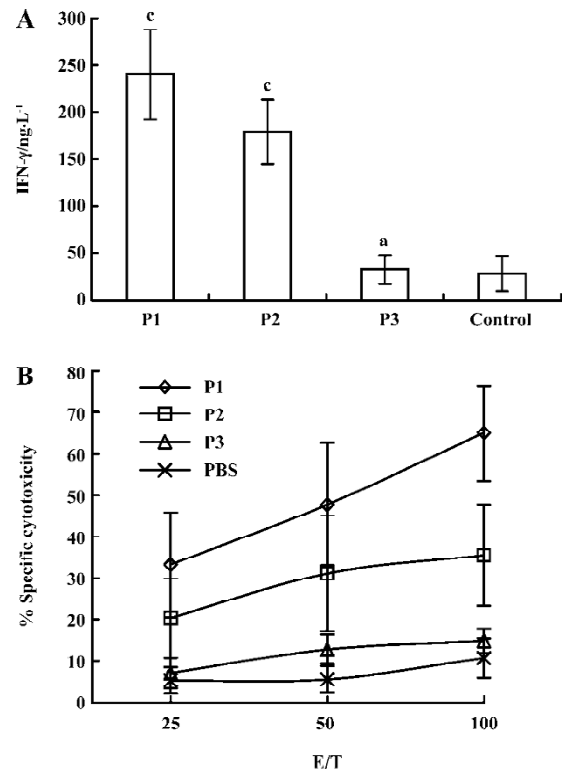 A
IFN-γ/ng·L⁻¹
300
250
200
150
100
50
0
c
c
a
P1 P2 P3 Control
B
% Specific cytotoxicity
80
70
60
50
40
30
20
10
0
P1
P2
P3
PBS
25 50 100
E/T